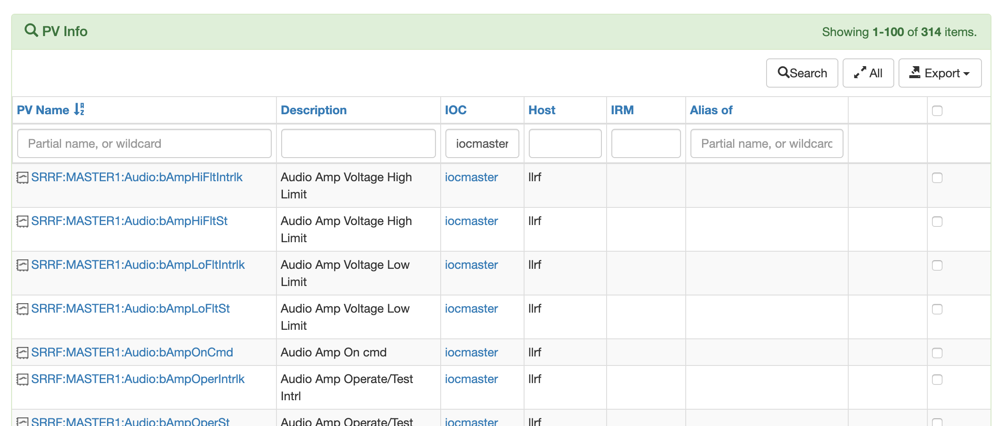 PV Info
Showing 1-100 of 314 items.
Search All Export
PV Name Description IOC Host IRM Alias of
Partial name, or wildcard iocmaster Partial name, or wildcard
SRRF:MASTER1:Audio:bAmpHiFltIntrlk Audio Amp Voltage High iocmaster llrf
Limit
SRRF:MASTER1:Audio:bAmpHiFltSt Audio Amp Voltage High iocmaster llrf
Limit
SRRF:MASTER1:Audio:bAmpLoFltIntrlk Audio Amp Voltage Low iocmaster llrf
Limit
SRRF:MASTER1:Audio:bAmpLoFltSt Audio Amp Voltage Low iocmaster llrf
Limit
SRRF:MASTER1:Audio:bAmpOnCmd Audio Amp On cmd iocmaster llrf
SRRF:MASTER1:Audio:bAmpOperIntrlk Audio Amp Operate/Test iocmaster llrf
Intrl
SRRF:MASTER1:Audio:bAmpOperSt Audio Amp Operate/Test iocmaster llrf